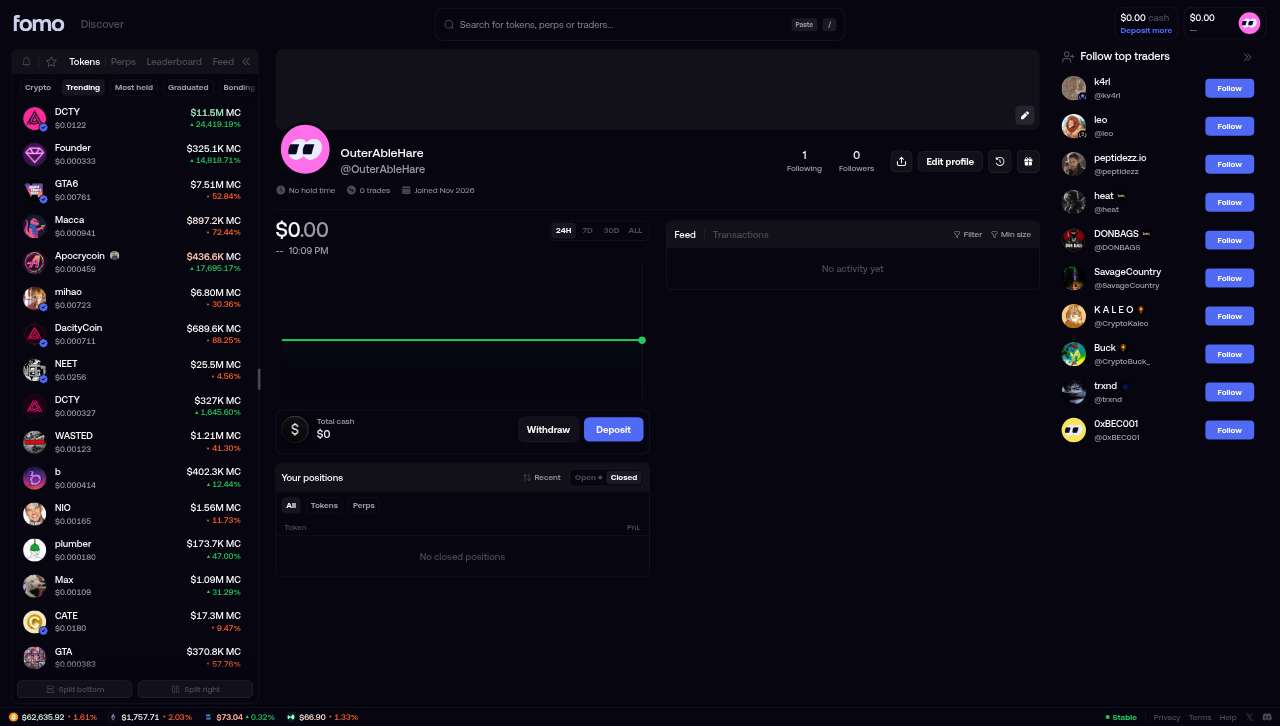 fomo Discover
Search for tokens, perps or traders... Paste /
$0.00 cash
Deposit more
$0.00
--
Tokens Perps Leaderboard Feed
Crypto Trending Most held Graduated Bonding
DCTY $11.5M MC
$0.0122 24,419.19%
Founder $325.1K MC
$0.000333 14,818.71%
GTA6 $7.51M MC
$0.00761 52.84%
Macca $897.2K MC
$0.000941 72.44%
Apocrycoin $436.6K MC
$0.000459 17,695.17%
mihao $6.80M MC
$0.00723 30.36%
DacityCoin $689.6K MC
$0.000711 88.25%
NEET $25.5M MC
$0.0256 4.56%
DCTY $327K MC
$0.000327 1,645.60%
WASTED $1.21M MC
$0.00123 41.30%
b $402.3K MC
$0.000414 12.44%
NIO $1.56M MC
$0.00165 11.73%
plumber $173.7K MC
$0.000180 47.00%
Max $1.09M MC
$0.00109 31.29%
CATE $17.3M MC
$0.0180 9.47%
GTA $370.8K MC
$0.000383 57.76%
Split bottom Split right
OuterAbleHare
@OuterAbleHare
1 Following
0 Followers
Edit profile
No hold time 0 trades Joined Nov 2026
$0.00
-- 10:09 PM
24H 7D 30D ALL
Total cash
$0
Withdraw Deposit
Your positions Recent Open Closed
All Tokens Perps
Token PnL
No closed positions
Feed Transactions Filter Min size
No activity yet
Follow top traders
k4rl
@kv4rl
Follow
leo
@leo
Follow
peptidezz.io
@peptidezz
Follow
heat
@heat
Follow
DONBAGS
@DONBAGS
Follow
SavageCountry
@SavageCountry
Follow
K A L E O
@CryptoKaleo
Follow
Buck
@CryptoBuck_
Follow
trxnd
@trxnd
Follow
0xBEC001
@0xBEC001
Follow
$62,635.92 1.61% $1,757.71 2.03% $73.04 0.32% $66.90 1.33%
Stable Privacy Terms Help